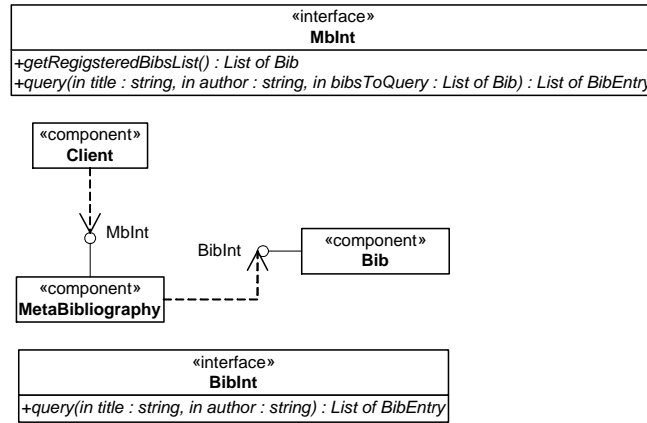 «interface»
MbInt
+getRegigsteredBibsList() : List of Bib
+query(in title : string, in author : string, in bibsToQuery : List of Bib) : List of BibEntry
«component»
Client
MbInt
BibInt
«component»
Bib
«component»
MetaBibliography
«interface»
BibInt
+query(in title : string, in author : string) : List of BibEntry